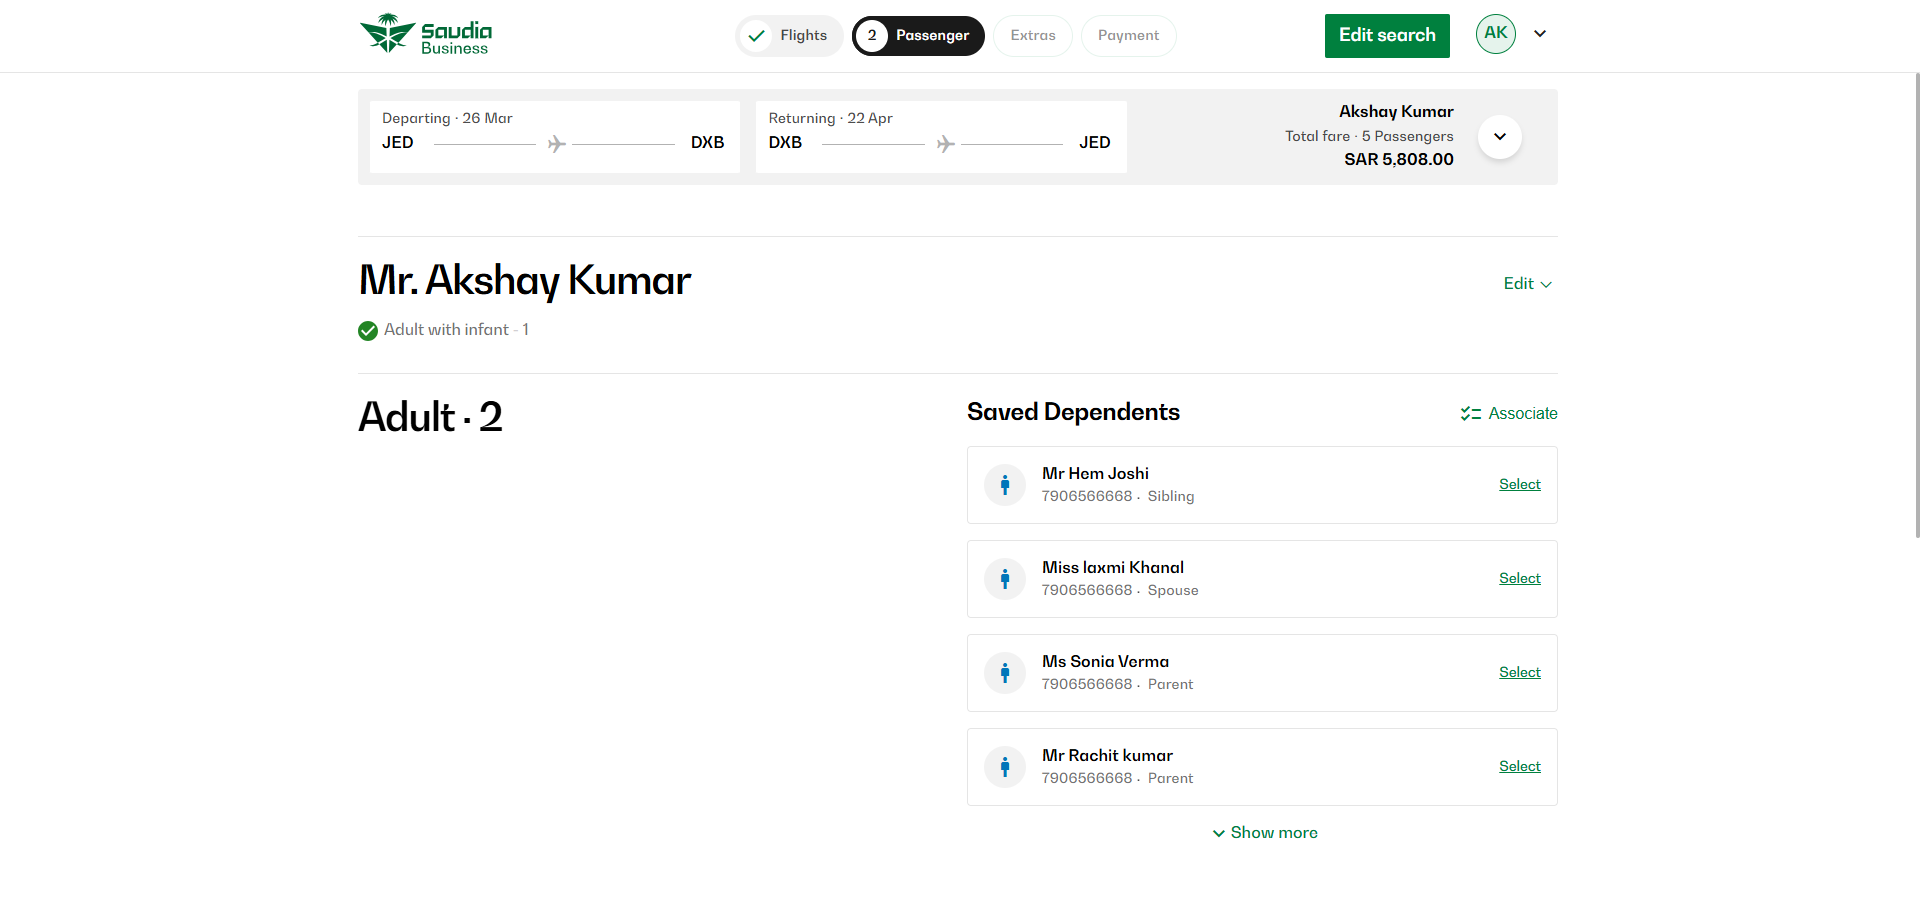 Saudia
Business
Flights
2 Passenger
Extras
Payment
Edit search
AK
Departing · 26 Mar
JED DXB
Returning · 22 Apr
DXB JED
Akshay Kumar
Total fare · 5 Passengers
SAR 5,808.00
Mr. Akshay Kumar
Edit
Adult with infant - 1
Adult · 2
Saved Dependents
Associate
Mr Hem Joshi
7906566668 · Sibling
Select
Miss laxmi Khanal
7906566668 · Spouse
Select
Ms Sonia Verma
7906566668 · Parent
Select
Mr Rachit kumar
7906566668 · Parent
Select
Show more